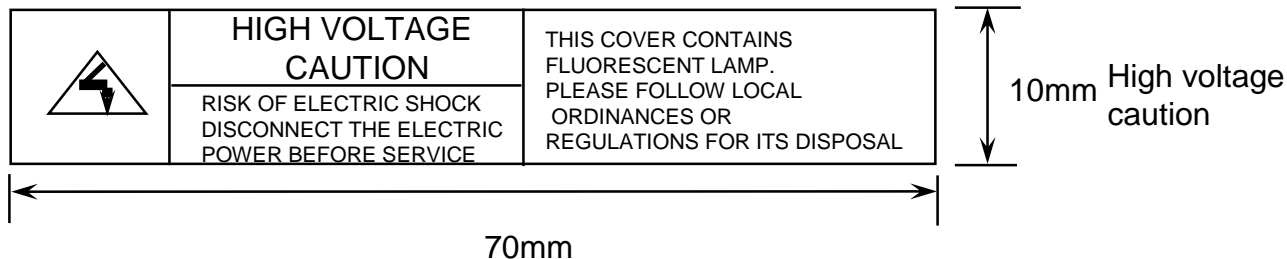 HIGH VOLTAGE
CAUTION
RISK OF ELECTRIC SHOCK
DISCONNECT THE ELECTRIC
POWER BEFORE SERVICE
THIS COVER CONTAINS
FLUORESCENT LAMP.
PLEASE FOLLOW LOCAL
ORDINANCES OR
REGULATIONS FOR ITS DISPOSAL
10mm
High voltage
caution
70mm